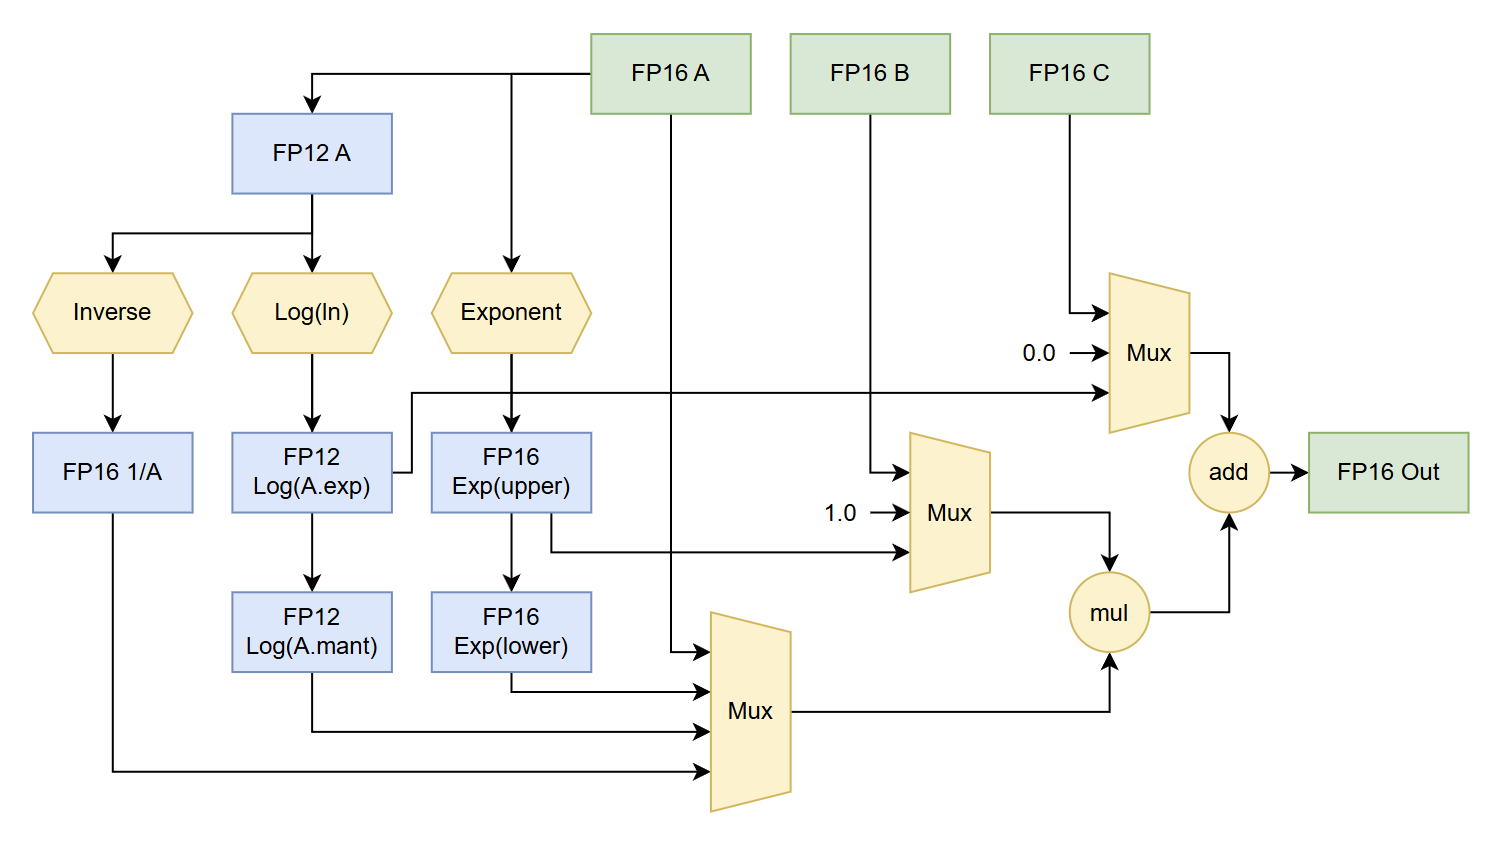 FP16 A
FP16 B
FP16 C
FP12 A
Inverse
Log(ln)
Exponent
0.0
Mux
FP16 1/A
FP12
Log(A.exp)
FP16
Exp(upper)
1.0
Mux
add
FP16 Out
FP12
Log(A.mant)
FP16
Exp(lower)
mul
Mux